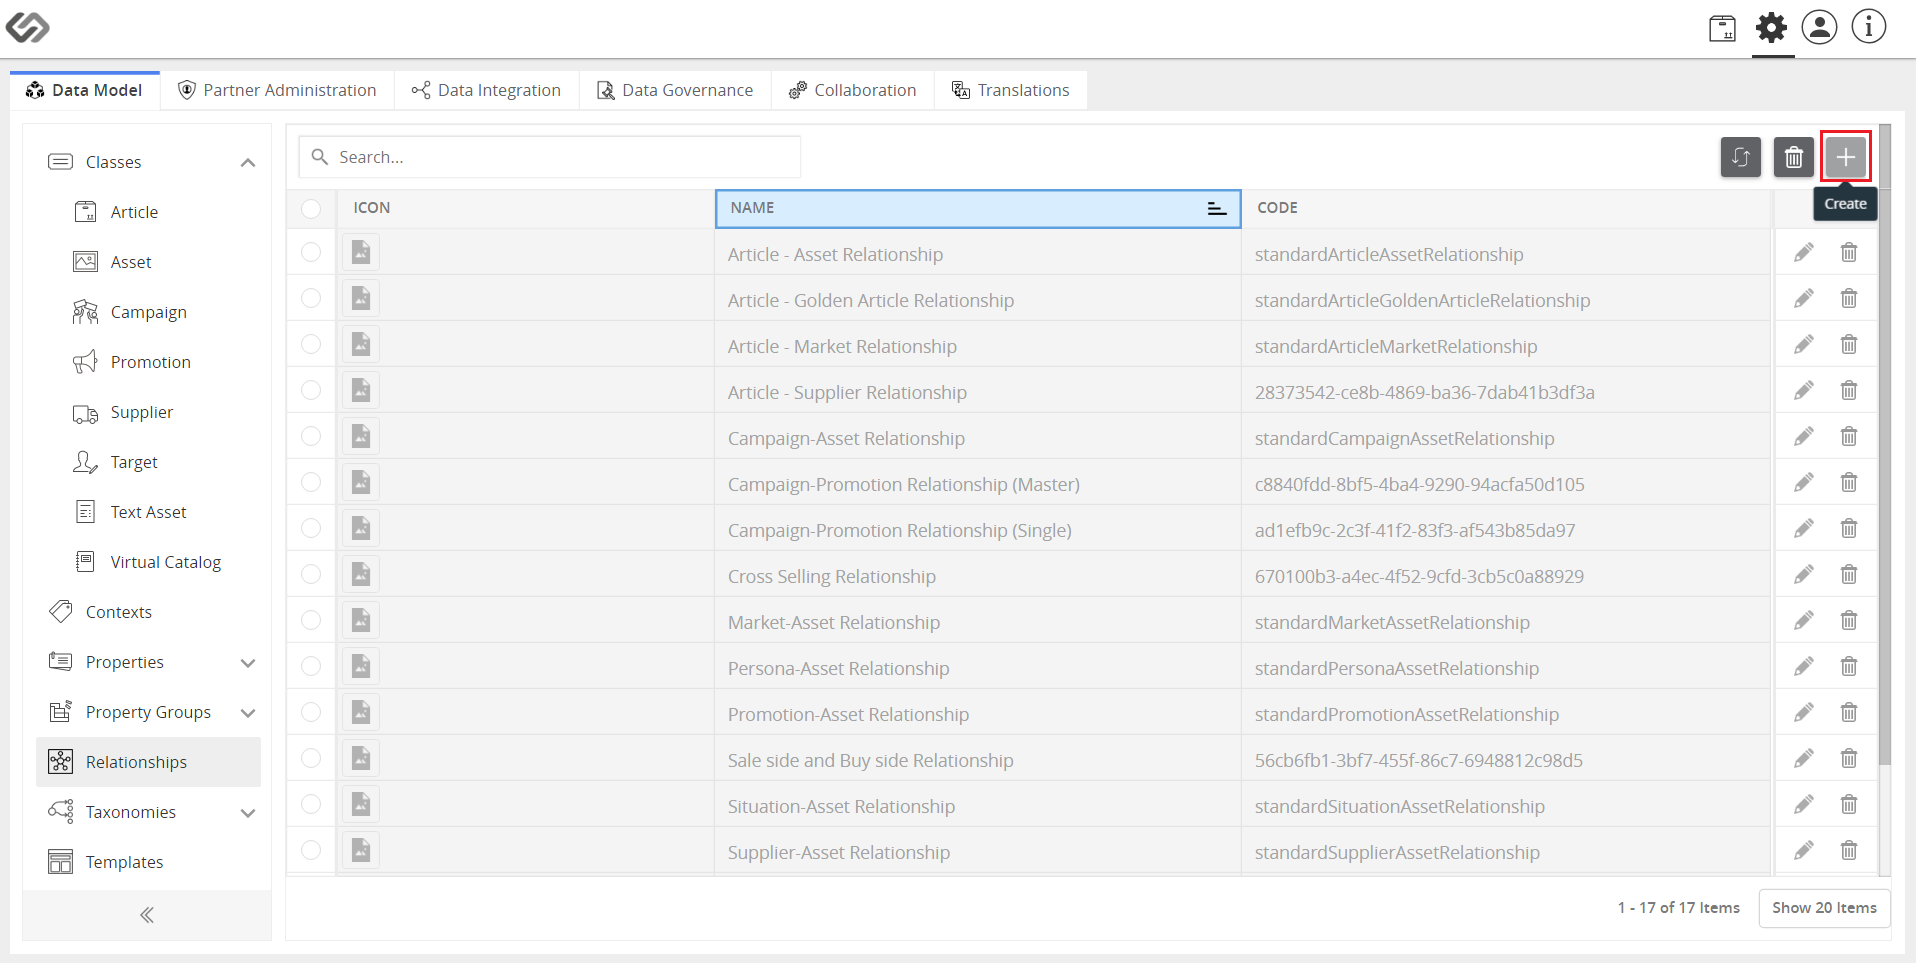 Data Model
Partner Administration
Data Integration
Data Governance
Collaboration
Translations
Classes
Article
Asset
Campaign
Promotion
Supplier
Target
Text Asset
Virtual Catalog
Contexts
Properties
Property Groups
Relationships
Taxonomies
Templates
Search...
Create
ICON NAME CODE
Article - Asset Relationship standardArticleAssetRelationship
Article - Golden Article Relationship standardArticleGoldenArticleRelationship
Article - Market Relationship standardArticleMarketRelationship
Article - Supplier Relationship 28373542-ce8b-4869-ba36-7dab41b3df3a
Campaign-Asset Relationship standardCampaignAssetRelationship
Campaign-Promotion Relationship (Master) c8840fdd-8bf5-4ba4-9290-94acfa50d105
Campaign-Promotion Relationship (Single) ad1efb9c-2c3f-41f2-83f3-af543b85da97
Cross Selling Relationship 670100b3-a4ec-4f52-9cfd-3cb5c0a88929
Market-Asset Relationship standardMarketAssetRelationship
Persona-Asset Relationship standardPersonaAssetRelationship
Promotion-Asset Relationship standardPromotionAssetRelationship
Sale side and Buy side Relationship 56cb6fb1-3bf7-455f-86c7-6948812c98d5
Situation-Asset Relationship standardSituationAssetRelationship
Supplier-Asset Relationship standardSupplierAssetRelationship
1 - 17 of 17 Items
Show 20 Items